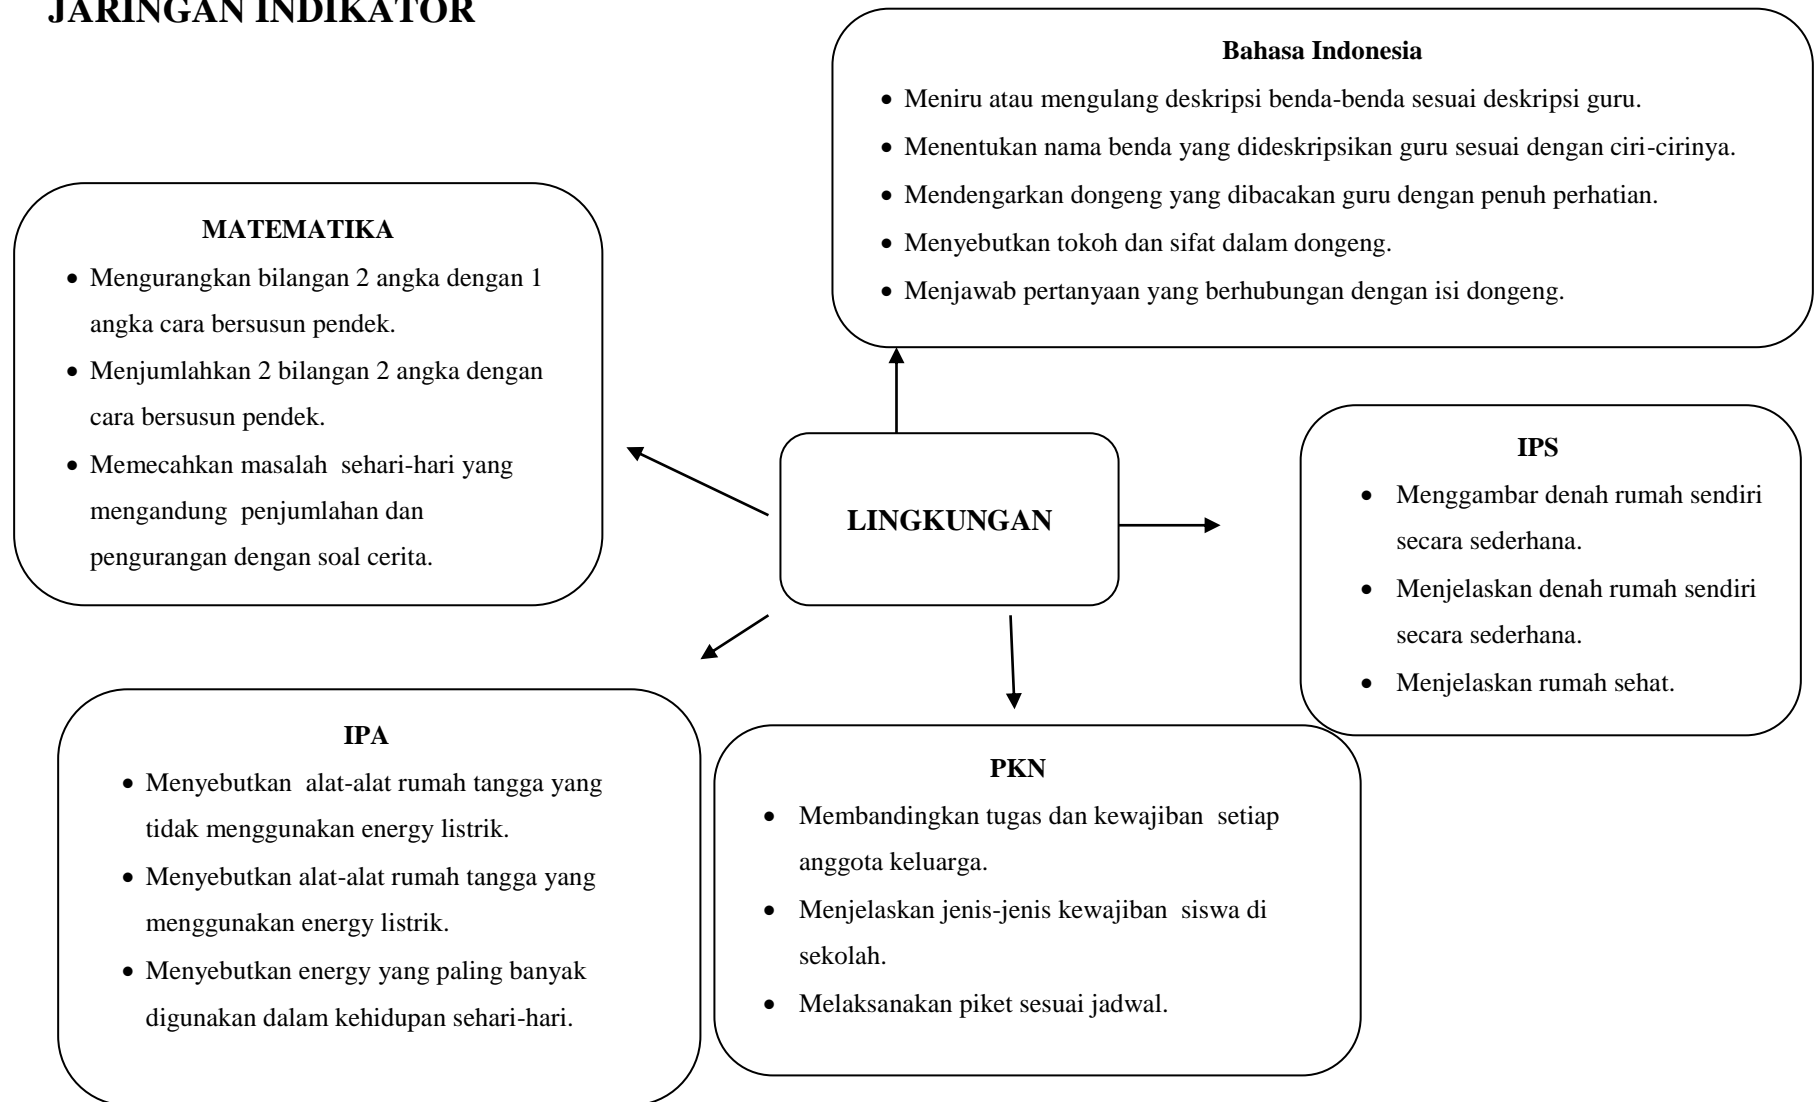 JARINGAN INDIKATOR
Bahasa Indonesia
• Meniru atau mengulang deskripsi benda-benda sesuai deskripsi guru.
• Menentukan nama benda yang dideskripsikan guru sesuai dengan ciri-cirinya.
• Mendengarkan dongeng yang dibacakan guru dengan penuh perhatian.
• Menyebutkan tokoh dan sifat dalam dongeng.
• Menjawab pertanyaan yang berhubungan dengan isi dongeng.
MATEMATIKA
• Mengurangkan bilangan 2 angka dengan 1
angka cara bersusun pendek.
• Menjumlahkan 2 bilangan 2 angka dengan
cara bersusun pendek.
• Memecahkan masalah  sehari-hari yang
mengandung  penjumlahan dan
pengurangan dengan soal cerita.
LINGKUNGAN
IPS
• Menggambar denah rumah sendiri
secara sederhana.
• Menjelaskan denah rumah sendiri
secara sederhana.
• Menjelaskan rumah sehat.
IPA
• Menyebutkan  alat-alat rumah tangga yang
tidak menggunakan energy listrik.
• Menyebutkan alat-alat rumah tangga yang
menggunakan energy listrik.
• Menyebutkan energy yang paling banyak
digunakan dalam kehidupan sehari-hari.
PKN
• Membandingkan tugas dan kewajiban  setiap
anggota keluarga.
• Menjelaskan jenis-jenis kewajiban  siswa di
sekolah.
• Melaksanakan piket sesuai jadwal.